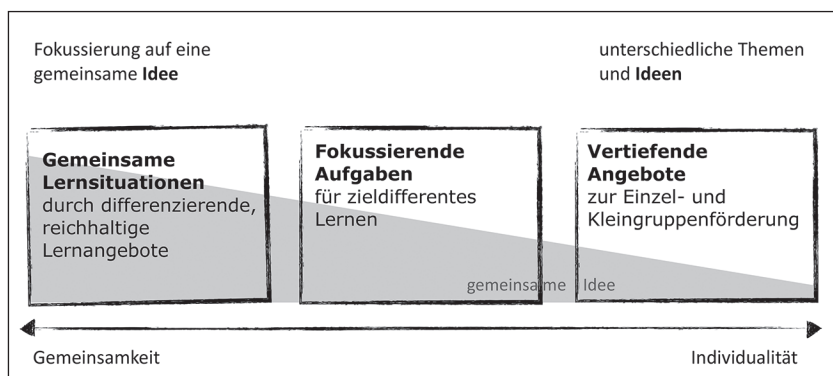 Fokussierung auf eine
gemeinsame Idee
unterschiedliche Themen
und Ideen
Gemeinsame
Lernsituationen
durch differenzierende,
reichhaltige
Lernangebote
Fokussierende
Aufgaben
für zieldifferentes
Lernen
Vertiefende
Angebote
zur Einzel- und
Kleingruppenförderung
gemeinsame Idee
Gemeinsamkeit
Individualität